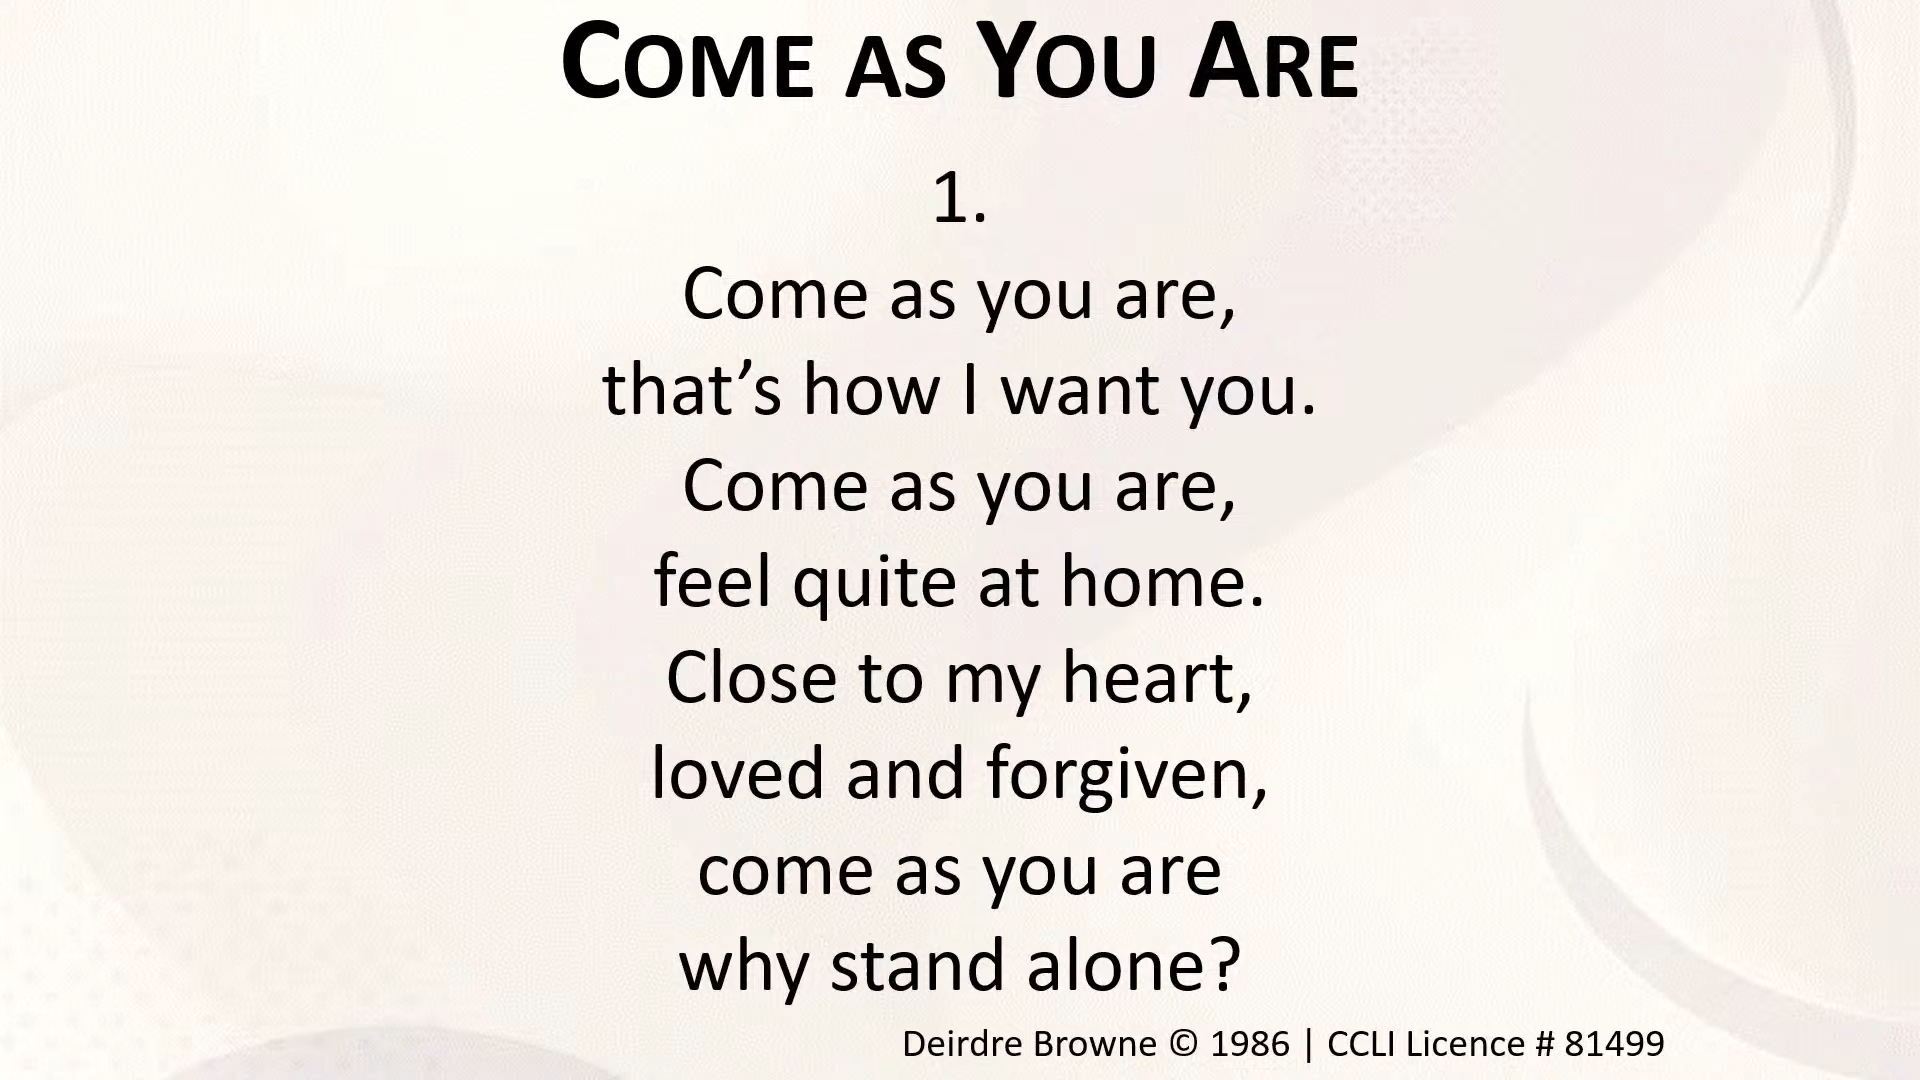 COME AS YOU ARE
1.
Come as you are,
that’s how I want you.
Come as you are,
feel quite at home.
Close to my heart,
loved and forgiven,
come as you are
why stand alone?
Deirdre Browne © 1986 | CCLI Licence # 81499